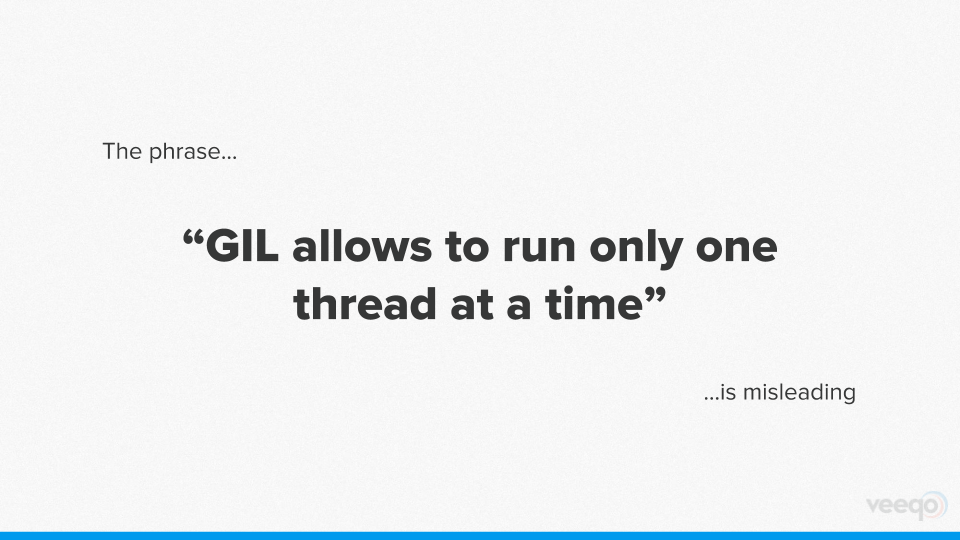 The phrase...
“GIL allows to run only one
thread at a time”
...is misleading
veeqo